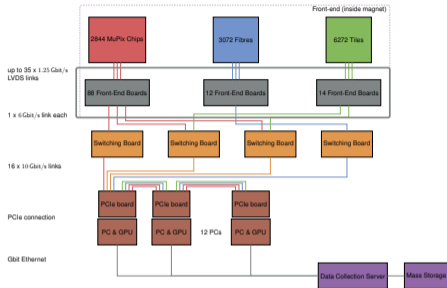 Front-end (inside magnet)
2844 MuPix Chips
3072 Fibres
6272 Tiles
up to 35 x 1.25 Gbit/s
LVDS links
88 Front-End Boards
12 Front-End Boards
14 Front-End Boards
1 x 6 Gbit/s link each
Switching Board
Switching Board
Switching Board
Switching Board
16 x 10 Gbit/s links
PCIe board
PCIe board
PCIe board
PCIe connection
PC & GPU
PC & GPU
12 PCs
PC & GPU
Gbit Ethernet
Data Collection Server
Mass Storage